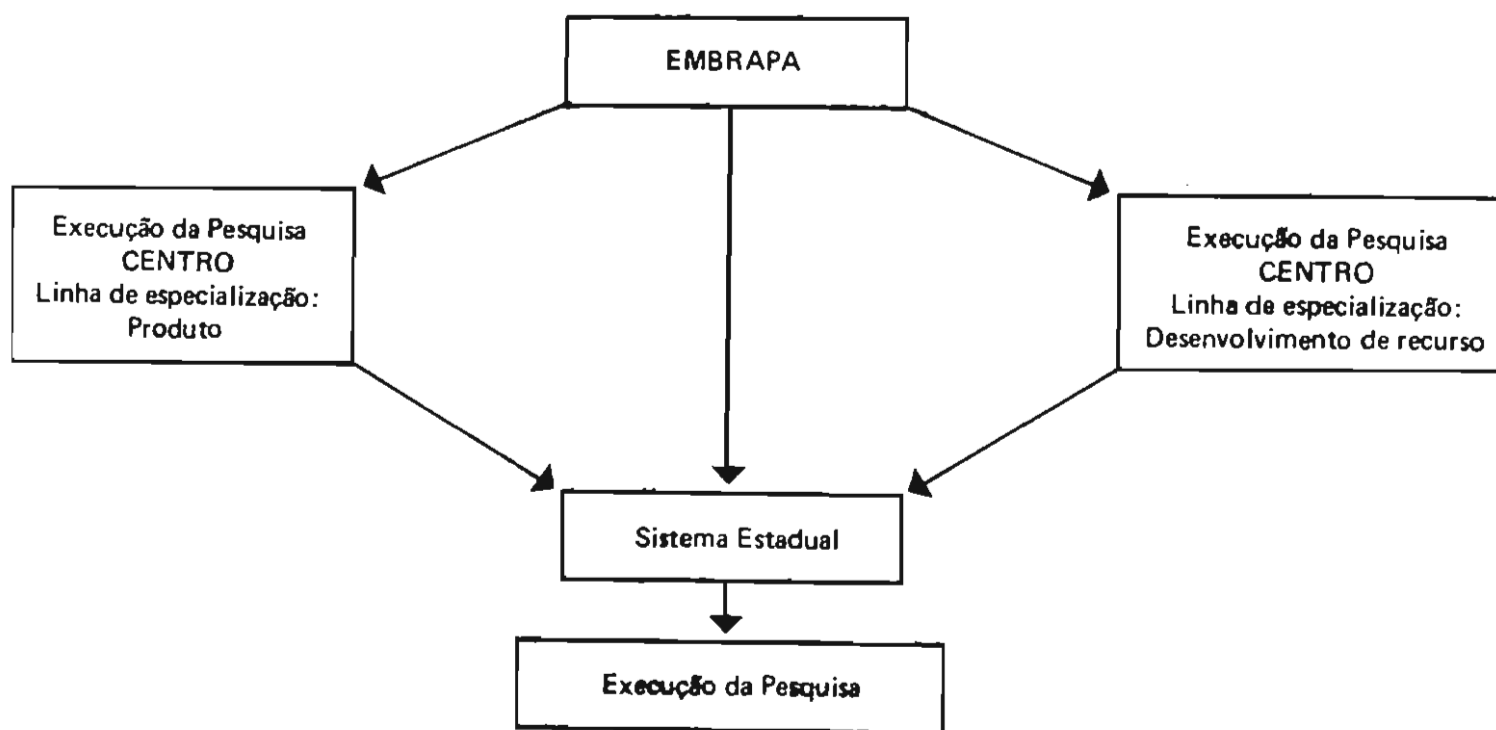 EMBRAPA
Execução da Pesquisa
CENTRO
Linha de especialização:
Produto
Execução da Pesquisa
CENTRO
Linha de especialização:
Desenvolvimento de recurso
Sistema Estadual
Execução da Pesquisa